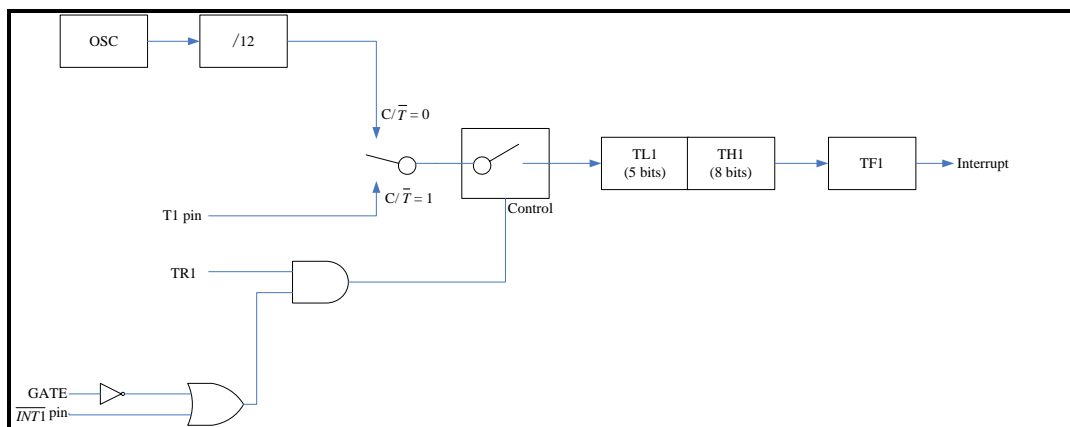 OSC
/12
C/T̅ = 0
TL1
(5 bits)
TH1
(8 bits)
TF1
Interrupt
C/T̅ = 1
T1 pin
Control
TR1
GATE
I̅N̅T̅1̅ pin